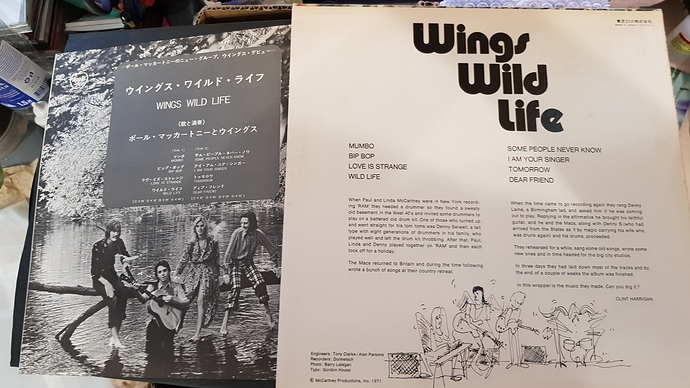 ポール・マッカートニーのニュー・グループ、ウイングス・デビュー
ウイングス・ワイルド・ライフ
WINGS WILD LIFE
(歌と演奏)
ポール・マッカートニーとウイングス
(SIDE 1)
マンボ
MUMBO
ビップ・ボップ
BIP BOP
ラヴ・イズ・ストレンジ
LOVE IS STRANGE
ワイルド・ライフ
WILD LIFE
(SIDE 2)
サム・ピープル・ネバー・ノウ
SOME PEOPLE NEVER KNOW
アイ・アム・ユア・シンガー
I AM YOUR SINGER
トゥモロウ
TOMORROW
ディア・フレンド
DEAR FRIEND
Wings
Wild
Life
MUMBO
BIP BOP
LOVE IS STRANGE
WILD LIFE
SOME PEOPLE NEVER KNOW
I AM YOUR SINGER
TOMORROW
DEAR FRIEND
When Paul and Linda McCartney were in New York record-
ing 'RAM' they needed a drummer so they found a sweaty
old basement in the West 40's and invited some drummers to
play on a battered old drum kit. One of those who turned up
and went straight for his tom toms was Denny Seiwell, a tall
type with eight generations of drummers in his family, who
played well and left the drum kit throbbing. After that, Paul,
Linda and Denny played together on 'RAM' and then each
took off for a holiday.
The Macs returned to Britain and during the time following
wrote a bunch of songs at their country retreat.
When the time came to go recording again they rang Denny
Laine, a Birmingham lad, and asked him if he was coming
out to play. Replying in the affirmative he brought his faithful
guitar, and he and the Macs, along with Denny S.(who had
arrived from the States as if by magic carrying his wife who
was drunk again) and his drums, proceeded.
They rehearsed for a while, sang some old songs, wrote some
new ones and in time headed for the big city studios.
In three days they had laid down most of the tracks and by
the end of a couple of weeks the album was finished.
In this wrapper is the music they made. Can you dig it?
CLINT HARRIGAN
Engineers: Tony Clarke / Alan Parsons
Recorders: Dolmetsch
Photo: Barry Lategan
Type: Gordon House
© McCartney Productions, Inc. 1971